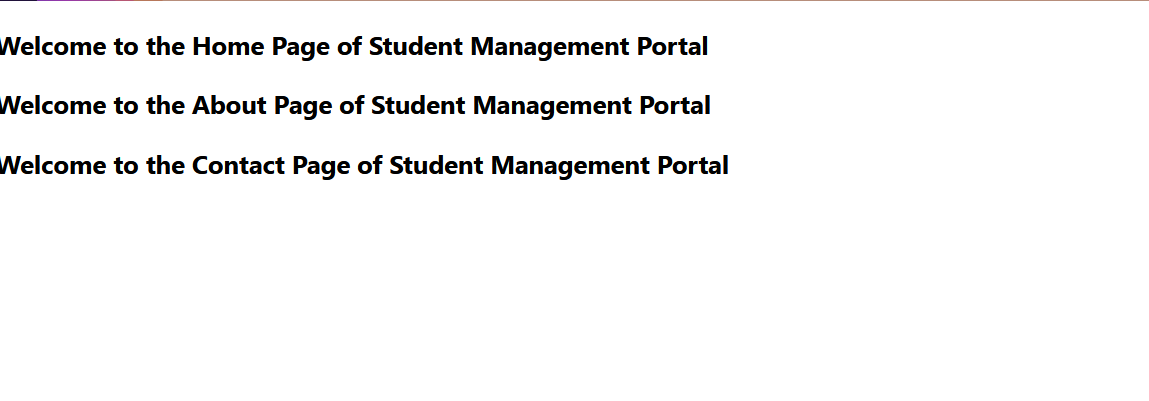 Welcome to the Home Page of Student Management Portal
Welcome to the About Page of Student Management Portal
Welcome to the Contact Page of Student Management Portal